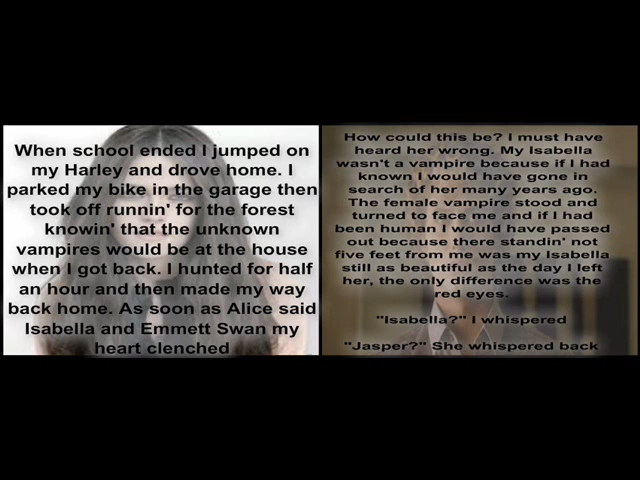 When school ended I jumped on
my Harley and drove home. I
parked my bike in the garage then
took off runnin' for the forest
knowin' that the unknown
vampires would be at the house
when I got back. I hunted for half
an hour and then made my way
back home. As soon as Alice said
Isabella and Emmett Swan my
heart clenched
How could this be? I must have
heard her wrong. My Isabella
wasn't a vampire because if I had
known I would have gone in
search of her many years ago.
The female vampire stood and
turned to face me and if I had
been human I would have passed
out because there standin' not
five feet from me was my Isabella
still as beautiful as the day I left
her, the only difference was the
red eyes.
"Isabella?" I whispered
"Jasper?" She whispered back